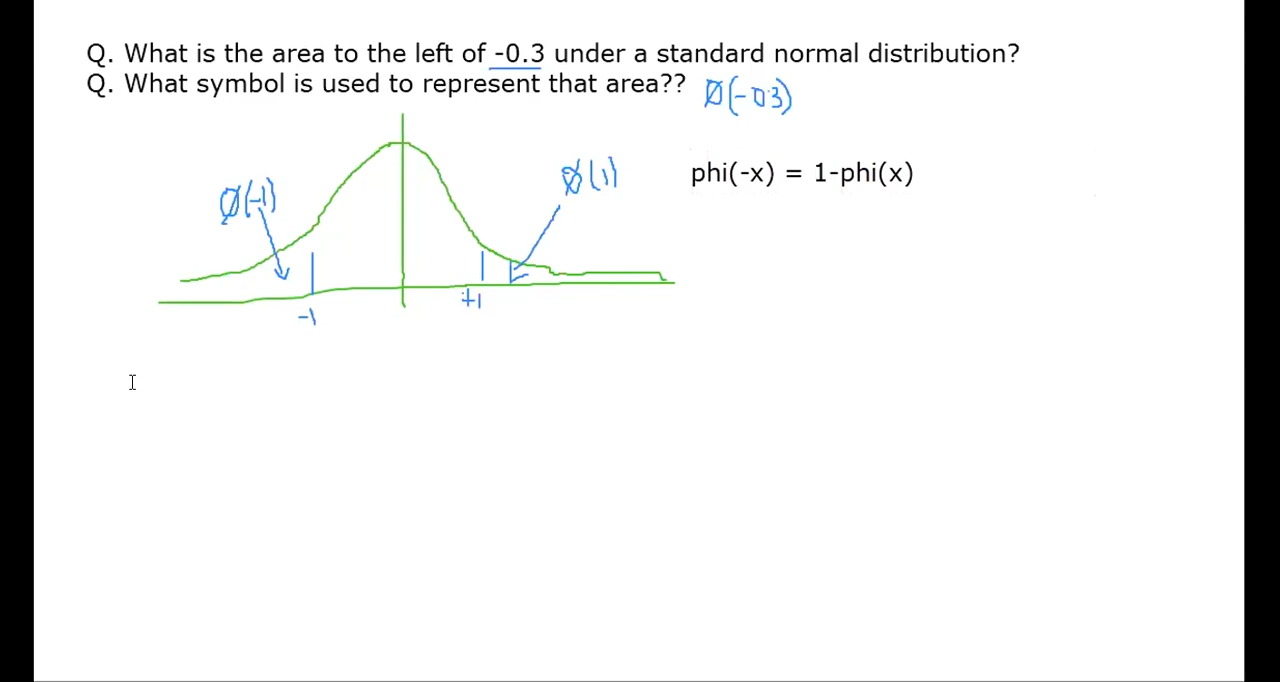 Q. What is the area to the left of -0.3 under a standard normal distribution?
Q. What symbol is used to represent that area?? Ø(-0.3)
Ø(-1)
Ø(1)
phi(-x) = 1-phi(x)
-1
+1